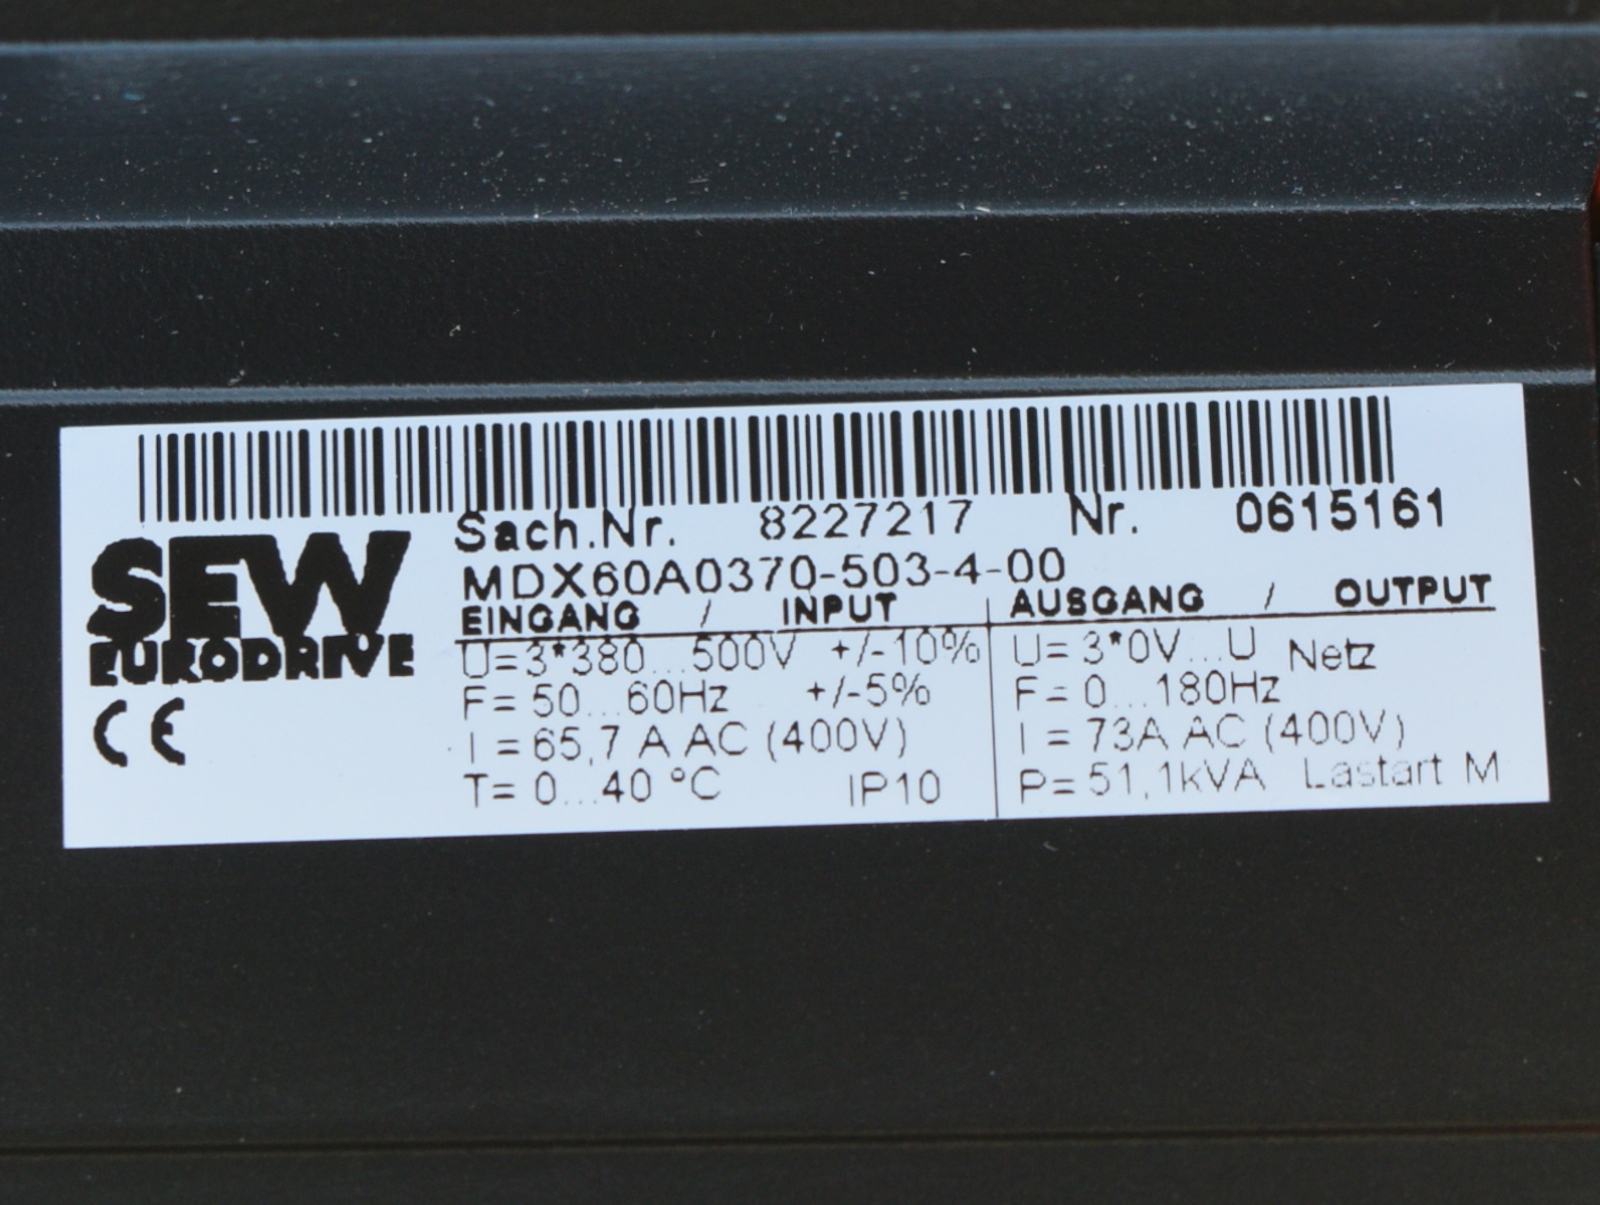 Sach.Nr. 8227217 Nr. 0615161
MDX60A0370-503-4-00
SEW
EURODRIVE
CE
EINGANG / INPUT
U=3*380...500V +/-10%
F= 50...60Hz +/-5%
I = 65,7 A AC (400V)
T= 0...40 °C IP10
AUSGANG / OUTPUT
U= 3*0V...U Netz
F= 0...180Hz
I = 73A AC (400V)
P= 51,1kVA Lastart M